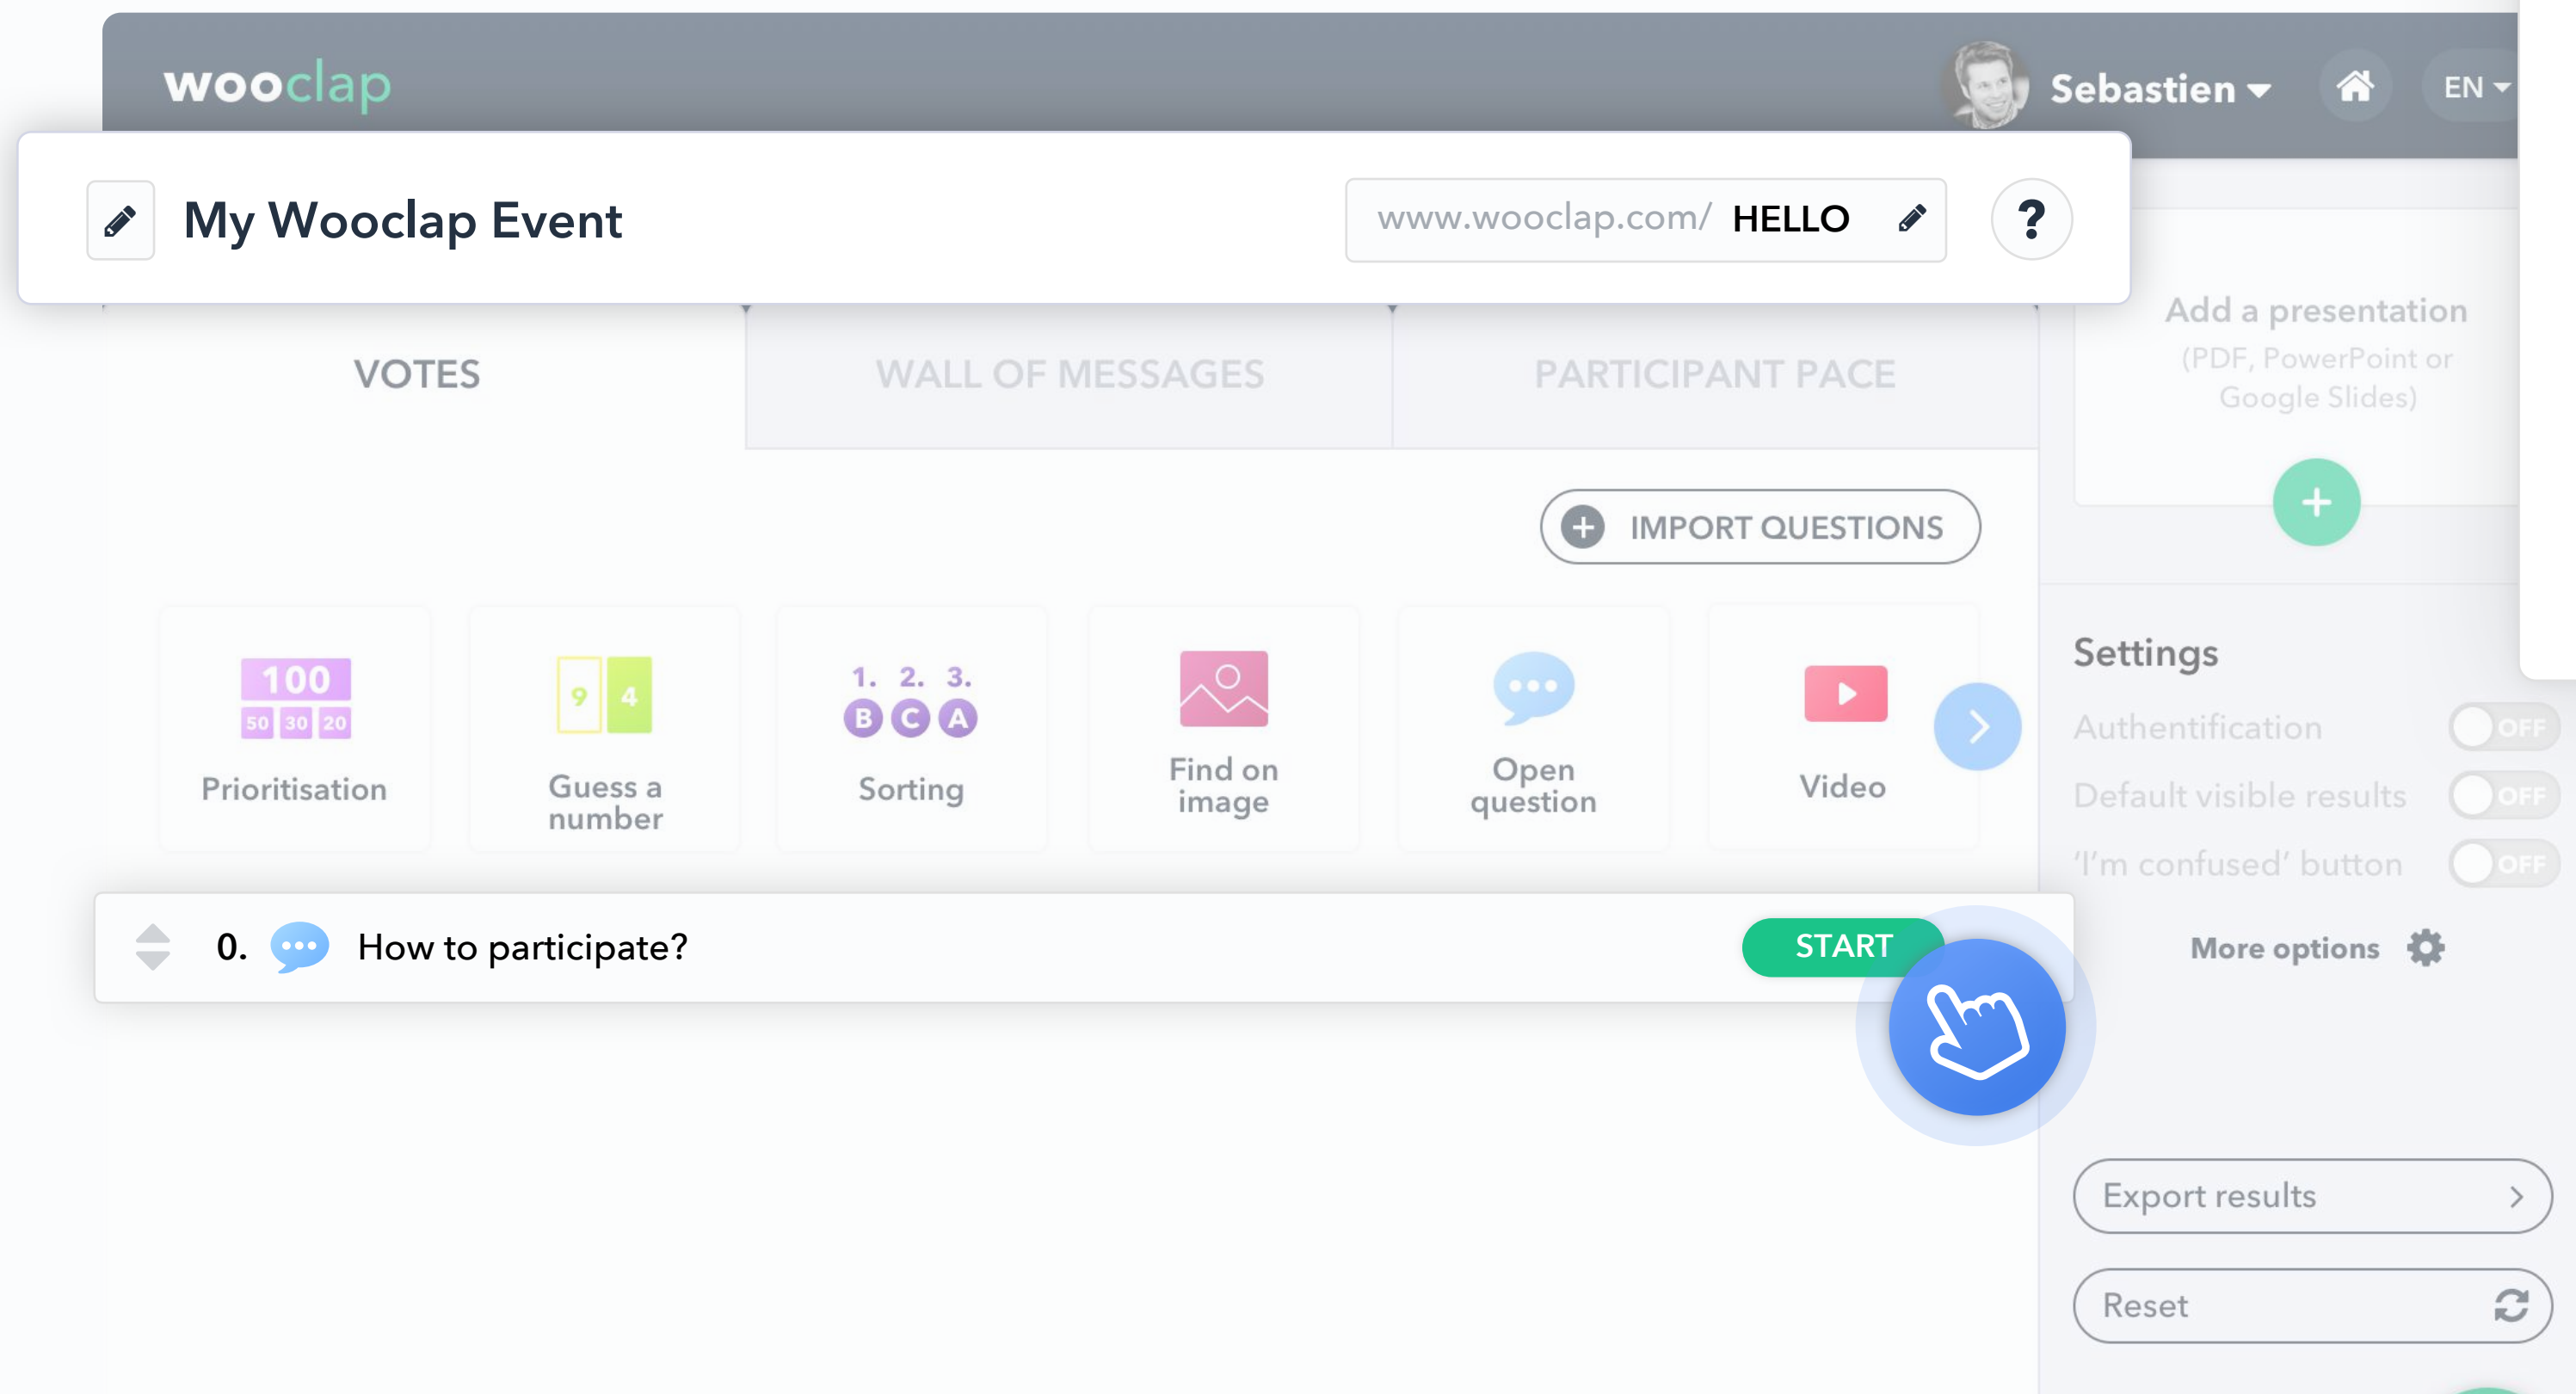 wooclap
Sebastien
EN
My Wooclap Event
www.wooclap.com/ HELLO
?
VOTES
WALL OF MESSAGES
PARTICIPANT PACE
Add a presentation
(PDF, PowerPoint or
Google Slides)
IMPORT QUESTIONS
100
50 30 20
Prioritisation
9 4
Guess a
number
1. 2. 3.
B C A
Sorting
Find on
image
Open
question
Video
Settings
Authentification OFF
Default visible results OFF
‘I’m confused’ button OFF
More options
0. How to participate?
START
Export results
Reset